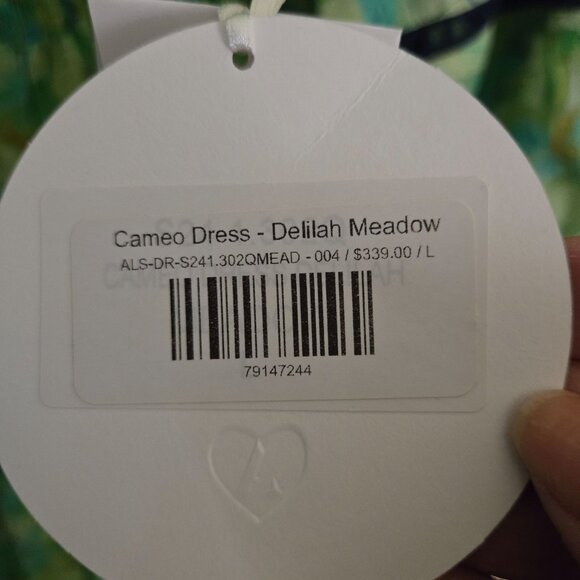 Cameo Dress - Delilah Meadow
ALS-DR-S241.302QMEAD - 004 / $339.00 / L
79147244